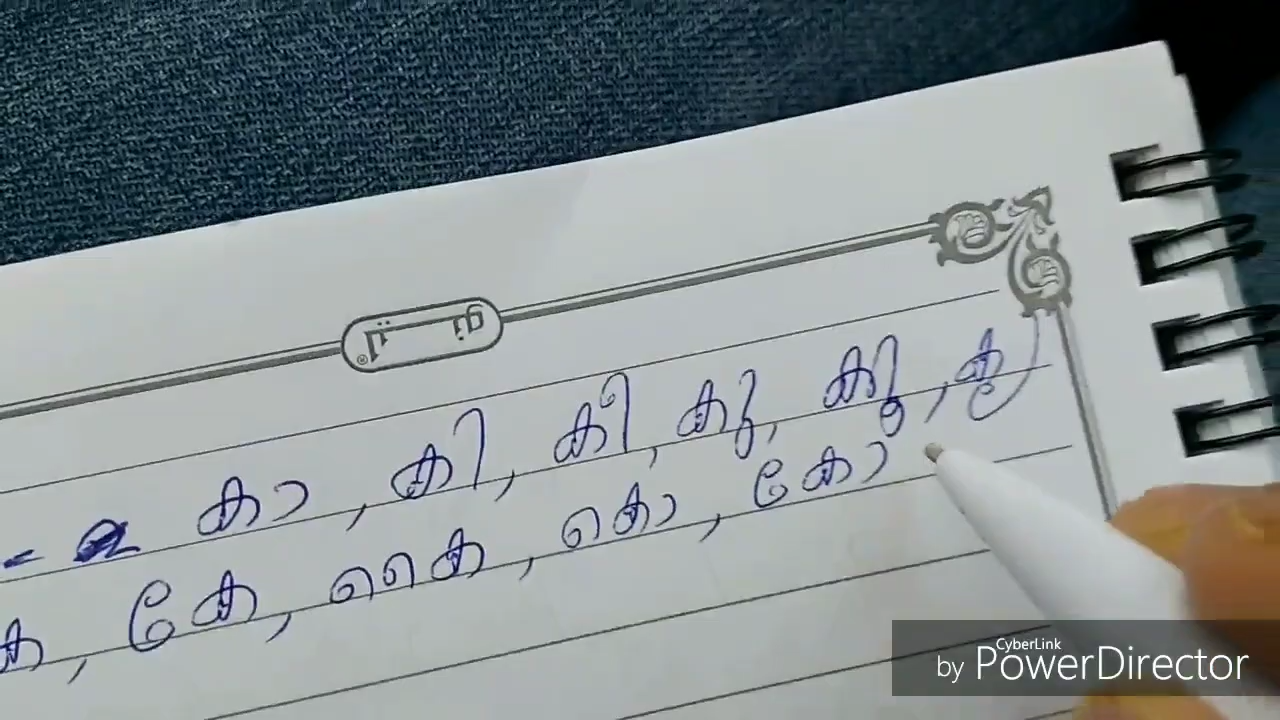 - കാ, കി, കീ, കു, കൂ, കൃ
കേ, കൈ, കൊ, കോ
CyberLink
by PowerDirector